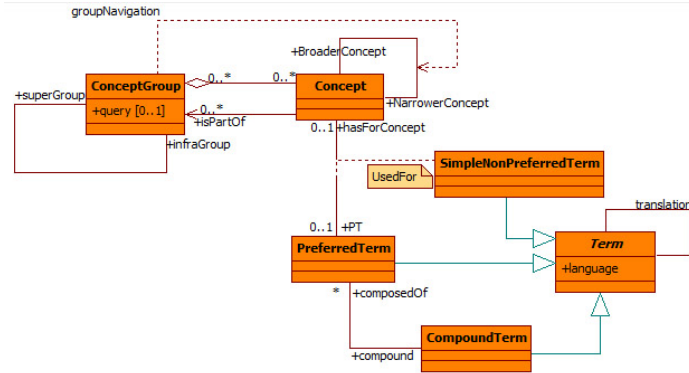 groupNavigation
+BroaderConcept
ConceptGroup
0..*
0..*
Concept
+superGroup
+query [0..1]
+NarrowerConcept
0..*
+isPartOf
0..1
+hasForConcept
+infraGroup
SimpleNonPreferredTerm
UsedFor
translation
0..1
+PT
PreferredTerm
Term
+language
*
+composedOf
CompoundTerm
+compound